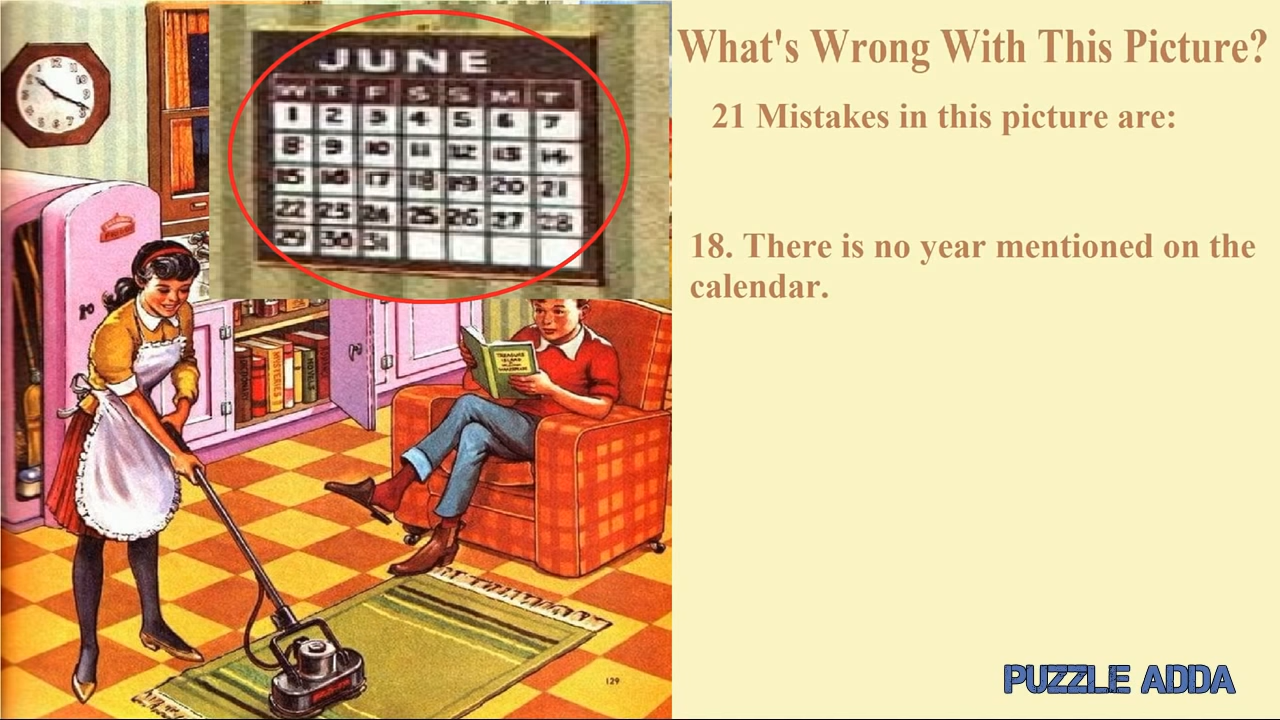 What's Wrong With This Picture?
21 Mistakes in this picture are:
18. There is no year mentioned on the
calendar.
JUNE
W T F S S M T
1 2 3 4 5 6 7
8 9 10 11 12 13 14
15 16 17 18 19 20 21
22 23 24 25 26 27 28
29 30 31
TREASURE
ISLAND
DICTIONARY
MYSTERIES
NOVELS
129
PUZZLE ADDA